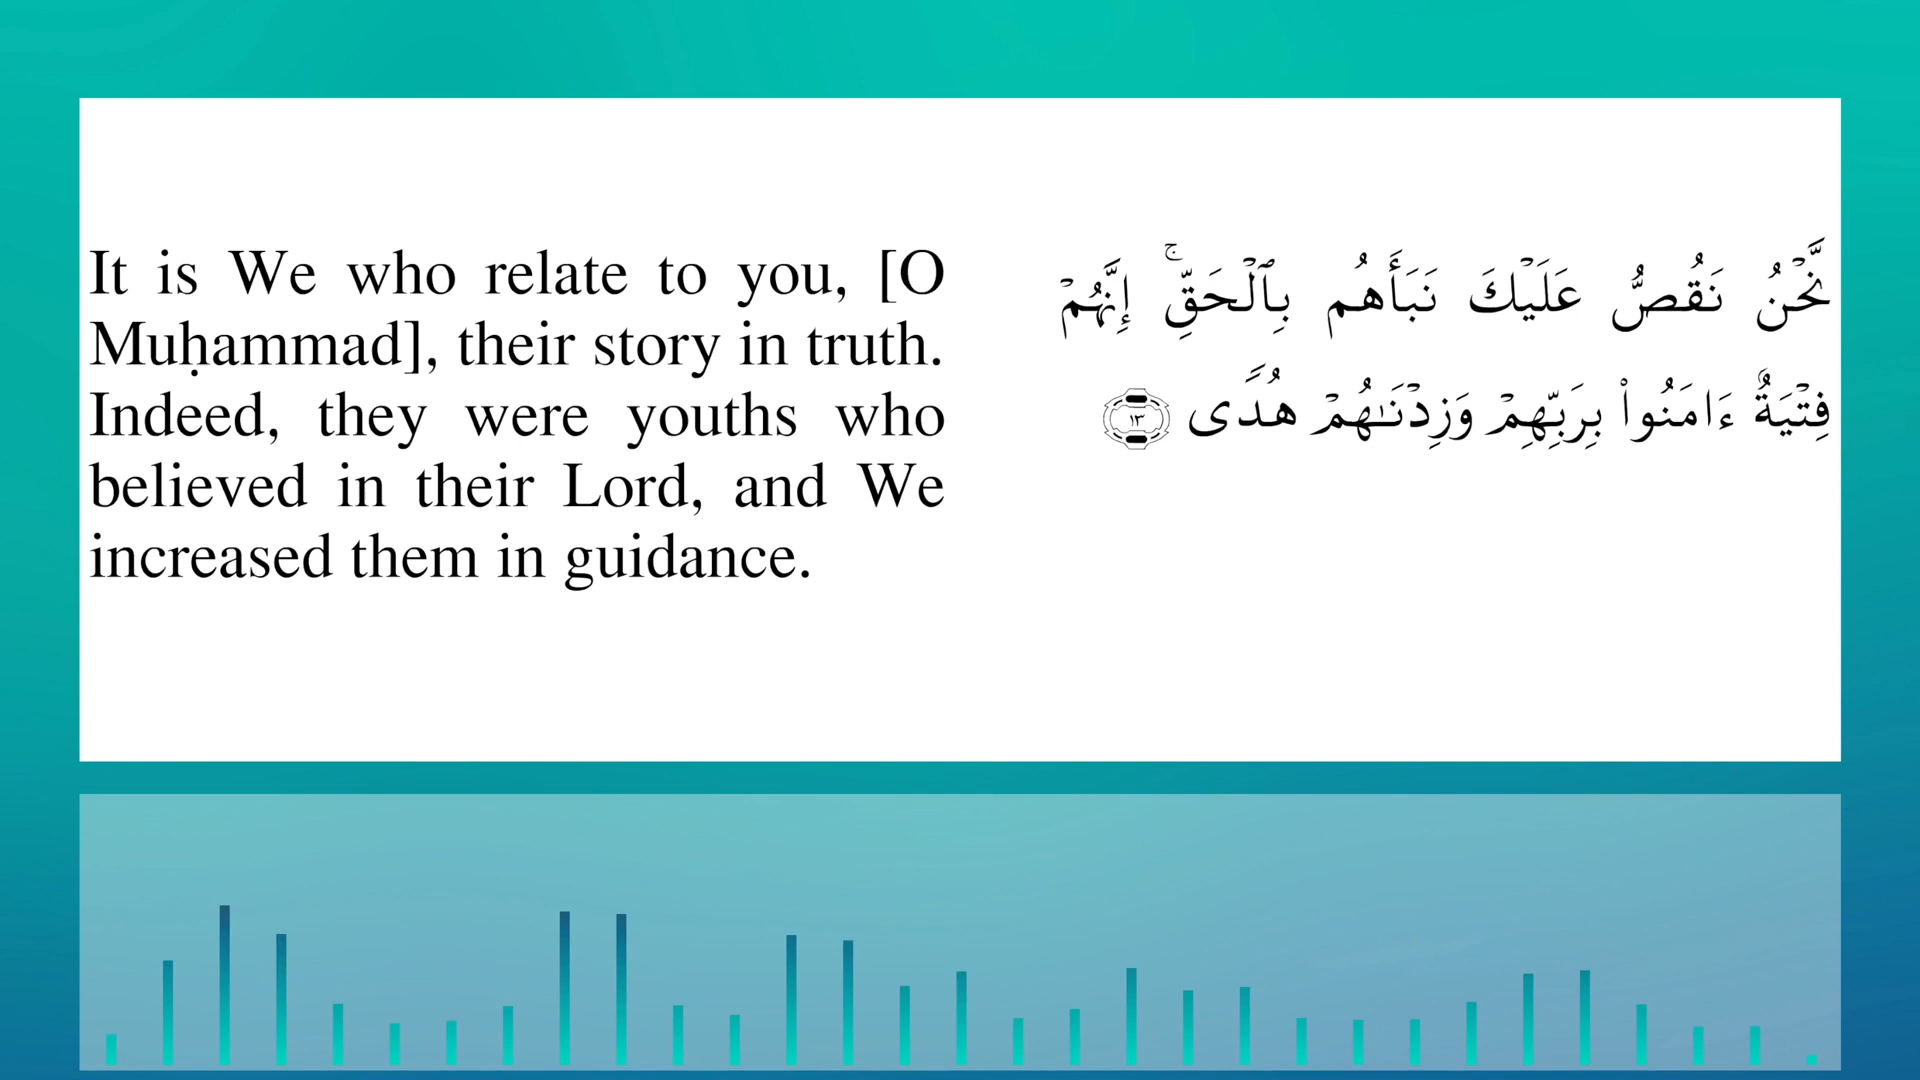 It is We who relate to you, [O
Muḥammad], their story in truth.
Indeed, they were youths who
believed in their Lord, and We
increased them in guidance.
نَّحْنُ نَقُصُّ عَلَيْكَ نَبَأَهُم بِٱلْحَقِّ ۚ إِنَّهُمْ
فِتْيَةٌ ءَامَنُوا۟ بِرَبِّهِمْ وَزِدْنَـٰهُمْ هُدًى ١٣